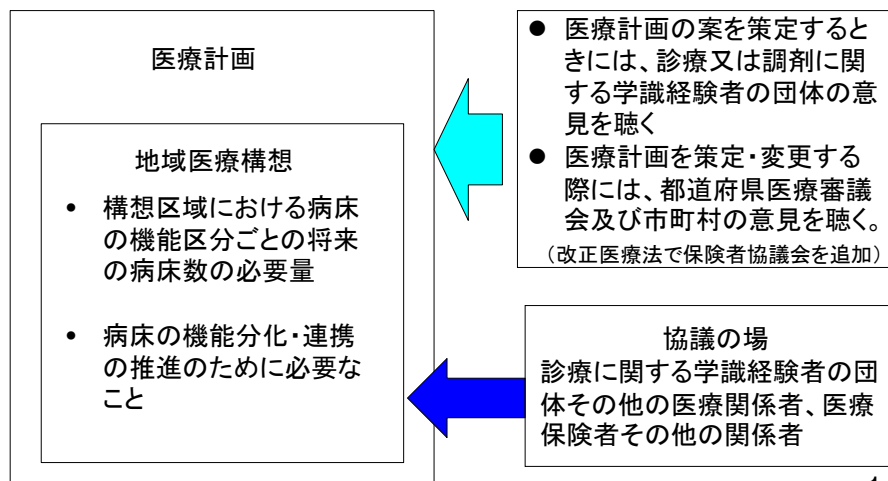 医療計画
地域医療構想
• 構想区域における病床
の機能区分ごとの将来
の病床数の必要量
• 病床の機能分化・連携
の推進のために必要な
こと
● 医療計画の案を策定すると
きには、診療又は調剤に関
する学識経験者の団体の意
見を聴く
● 医療計画を策定・変更する
際には、都道府県医療審議
会及び市町村の意見を聴く。
（改正医療法で保険者協議会を追加）
協議の場
診療に関する学識経験者の団
体その他の医療関係者、医療
保険者その他の関係者